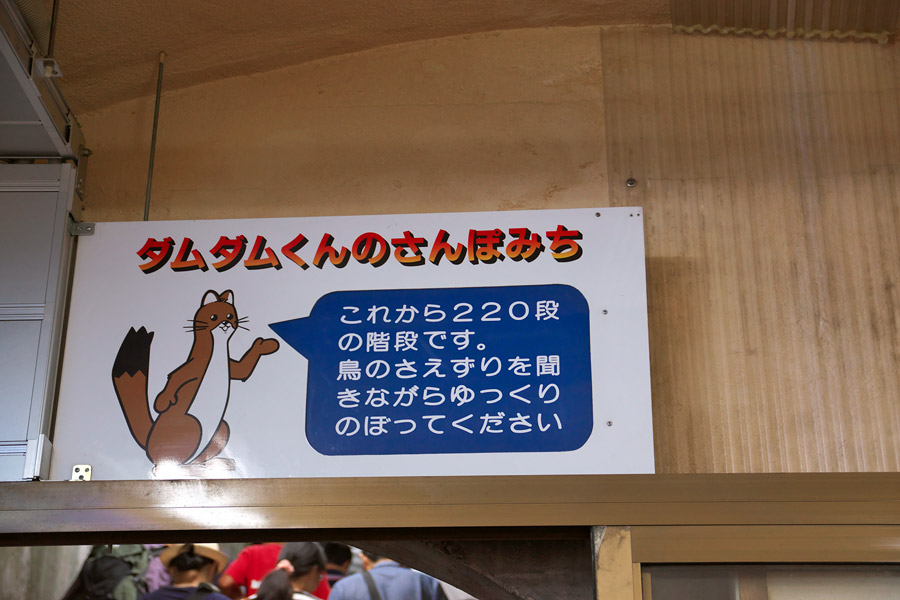 ダムダムくんのさんぽみち
これから２２０段
の階段です。
鳥のさえずりを聞
きながらゆっくり
のぼってください